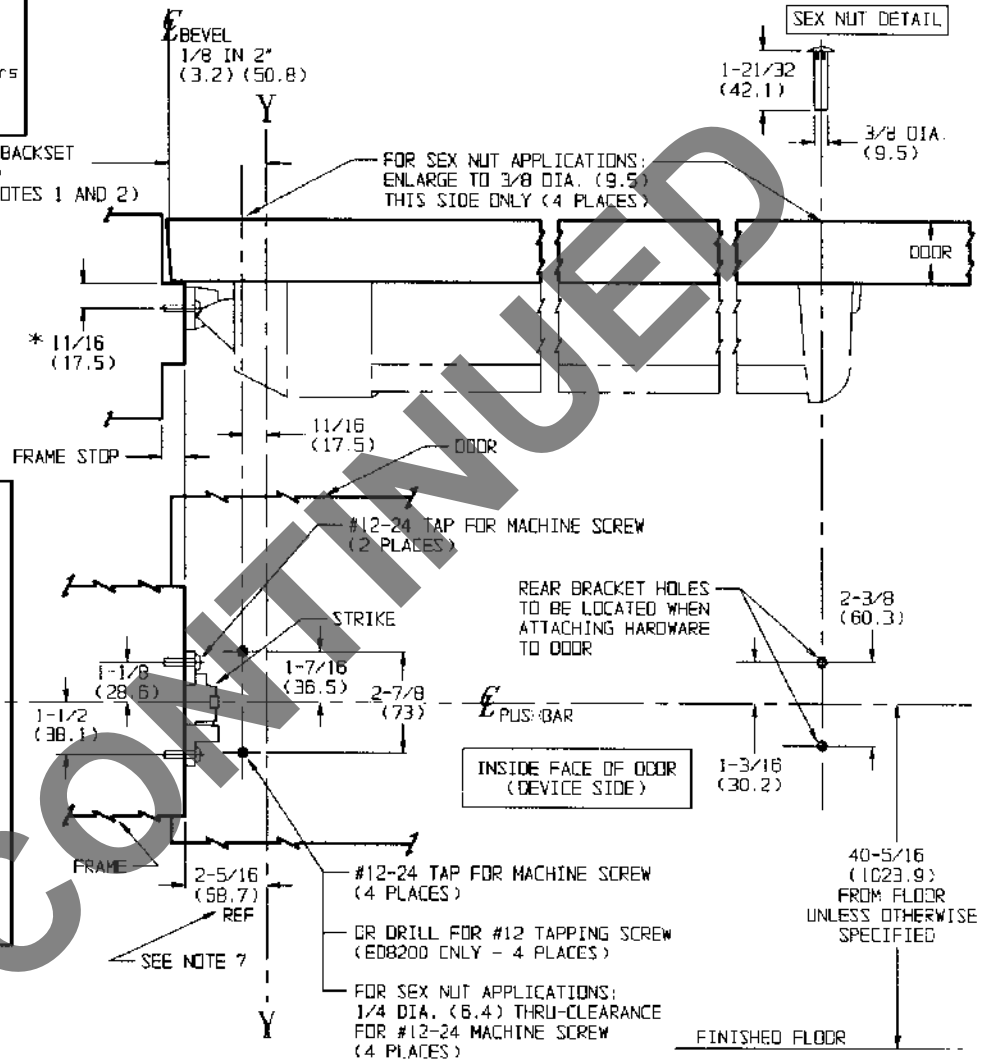 ℄
BEVEL
1/8 IN 2"
(3.2) (50.8)
Y
SEX NUT DETAIL
1-21/32
(42.1)
3/8 DIA.
(9.5)
rs
BACKSET
OTES 1 AND 2)
FOR SEX NUT APPLICATIONS:
ENLARGE TO 3/8 DIA. (9.5)
THIS SIDE ONLY (4 PLACES)
DOOR
* 11/16
(17.5)
11/16
(17.5)
FRAME STOP
DOOR
#12-24 TAP FOR MACHINE SCREW
(2 PLACES)
STRIKE
REAR BRACKET HOLES
TO BE LOCATED WHEN
ATTACHING HARDWARE
TO DOOR
2-3/8
(60.3)
1-1/8
(28.6)
1-7/16
(36.5)
2-7/8
(73)
1-1/2
(38.1)
℄ PUSHBAR
1-3/16
(30.2)
INSIDE FACE OF DOOR
(DEVICE SIDE)
FRAME
2-5/16
(58.7)
REF
SEE NOTE 7
#12-24 TAP FOR MACHINE SCREW
(4 PLACES)
OR DRILL FOR #12 TAPPING SCREW
(ED8200 ONLY - 4 PLACES)
FOR SEX NUT APPLICATIONS:
1/4 DIA. (6.4) THRU-CLEARANCE
FOR #12-24 MACHINE SCREW
(4 PLACES)
Y
40-5/16
(1023.9)
FROM FLOOR
UNLESS OTHERWISE
SPECIFIED
FINISHED FLOOR
CONTINUED